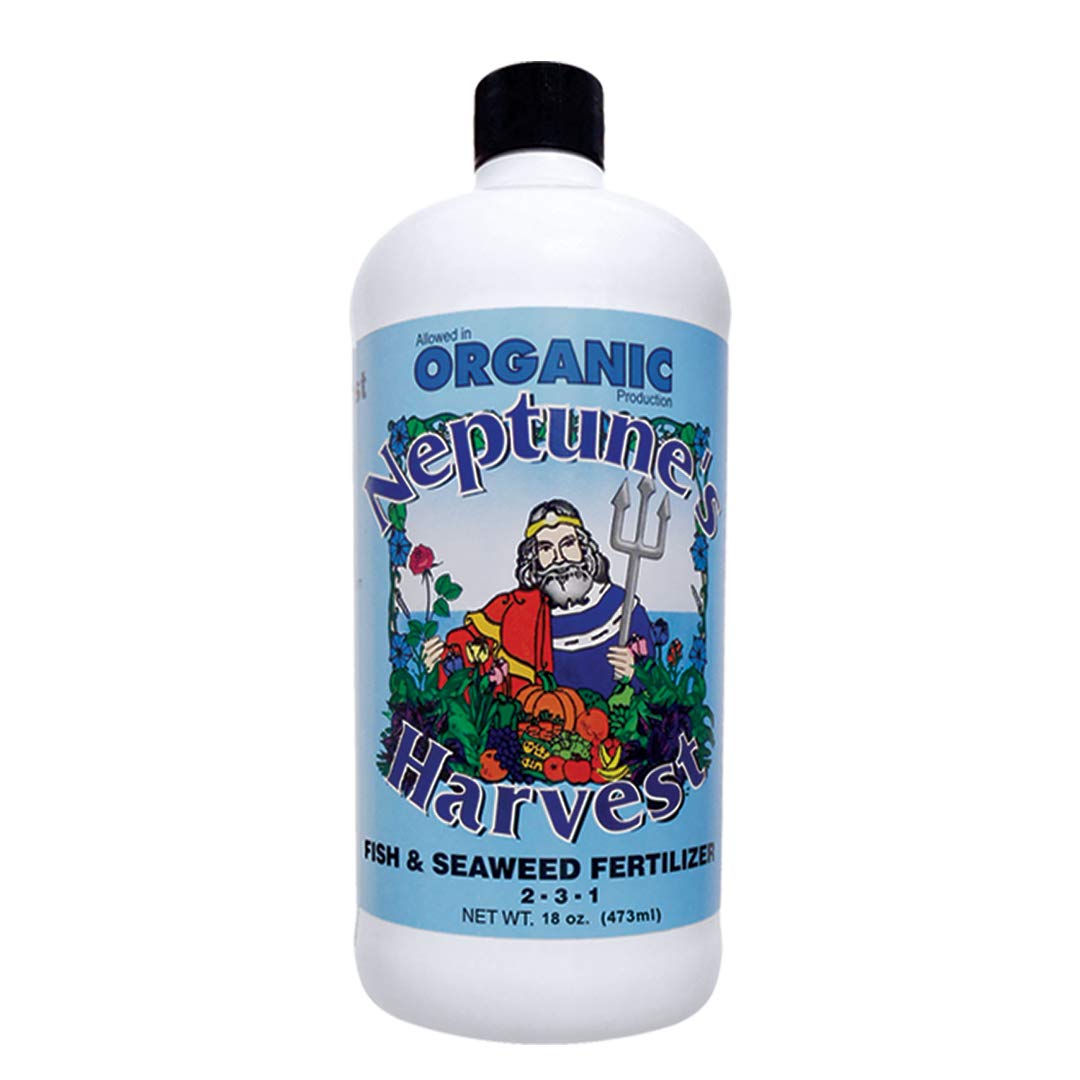 Allowed in
ORGANIC
Production
Neptune's
Harvest
FISH & SEAWEED FERTILIZER
2-3-1
NET WT. 18 oz. (473ml)